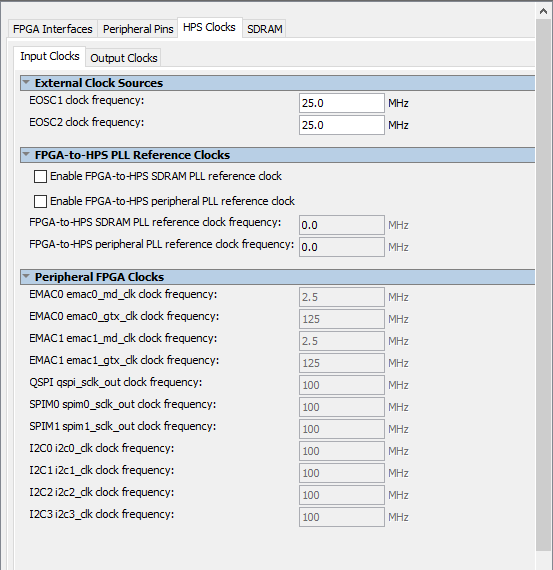 FPGA Interfaces Peripheral Pins HPS Clocks SDRAM
Input Clocks Output Clocks
External Clock Sources
EOSC1 clock frequency: 25.0 MHz
EOSC2 clock frequency: 25.0 MHz
FPGA-to-HPS PLL Reference Clocks
Enable FPGA-to-HPS SDRAM PLL reference clock
Enable FPGA-to-HPS peripheral PLL reference clock
FPGA-to-HPS SDRAM PLL reference clock frequency: 0.0 MHz
FPGA-to-HPS peripheral PLL reference clock frequency: 0.0 MHz
Peripheral FPGA Clocks
EMAC0 emac0_md_clk clock frequency: 2.5 MHz
EMAC0 emac0_gtx_clk clock frequency: 125 MHz
EMAC1 emac1_md_clk clock frequency: 2.5 MHz
EMAC1 emac1_gtx_clk clock frequency: 125 MHz
QSPI qspi_sclk_out clock frequency: 100 MHz
SPIM0 spim0_sclk_out clock frequency: 100 MHz
SPIM1 spim1_sclk_out clock frequency: 100 MHz
I2C0 i2c0_clk clock frequency: 100 MHz
I2C1 i2c1_clk clock frequency: 100 MHz
I2C2 i2c2_clk clock frequency: 100 MHz
I2C3 i2c3_clk clock frequency: 100 MHz